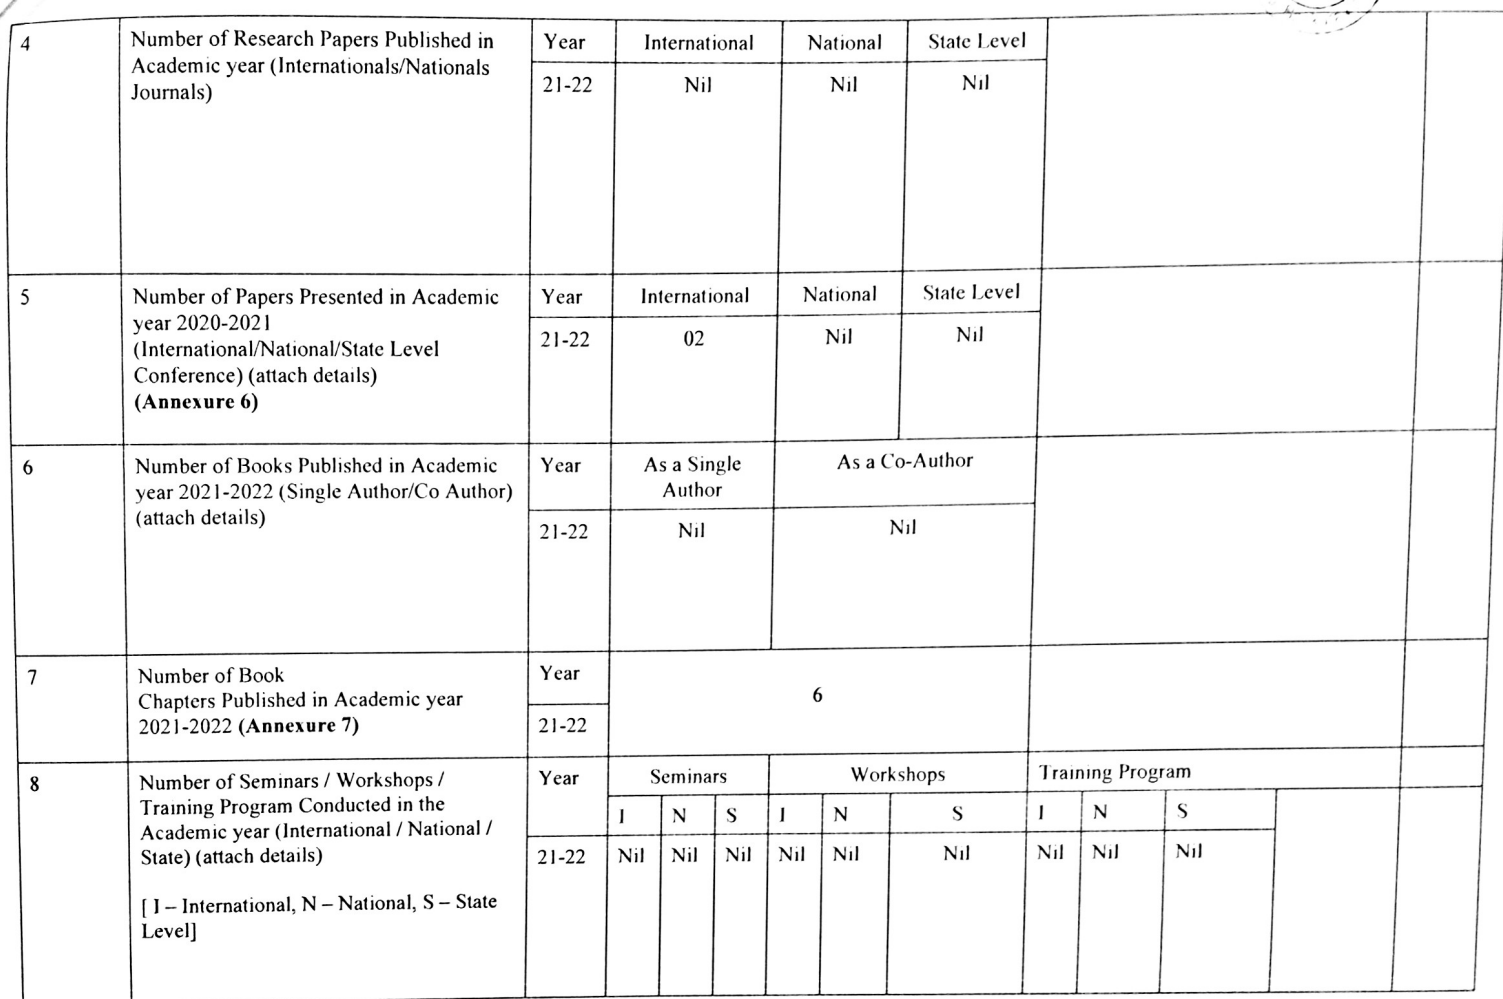 4
Number of Research Papers Published in
Academic year (Internationals/Nationals
Journals)
Year International National State Level
21-22 Nil Nil Nil
5
Number of Papers Presented in Academic
year 2020-2021
(International/National/State Level
Conference) (attach details)
(Annexure 6)
Year International National State Level
21-22 02 Nil Nil
6
Number of Books Published in Academic
year 2021-2022 (Single Author/Co Author)
(attach details)
Year As a Single
Author As a Co-Author
21-22 Nil Nil
7
Number of Book
Chapters Published in Academic year
2021-2022 (Annexure 7)
Year
21-22
6
8
Number of Seminars / Workshops /
Training Program Conducted in the
Academic year (International / National /
State) (attach details)
[ I – International, N – National, S – State
Level]
Year Seminars Workshops Training Program
I N S I N S I N S
21-22 Nil Nil Nil Nil Nil Nil Nil Nil Nil